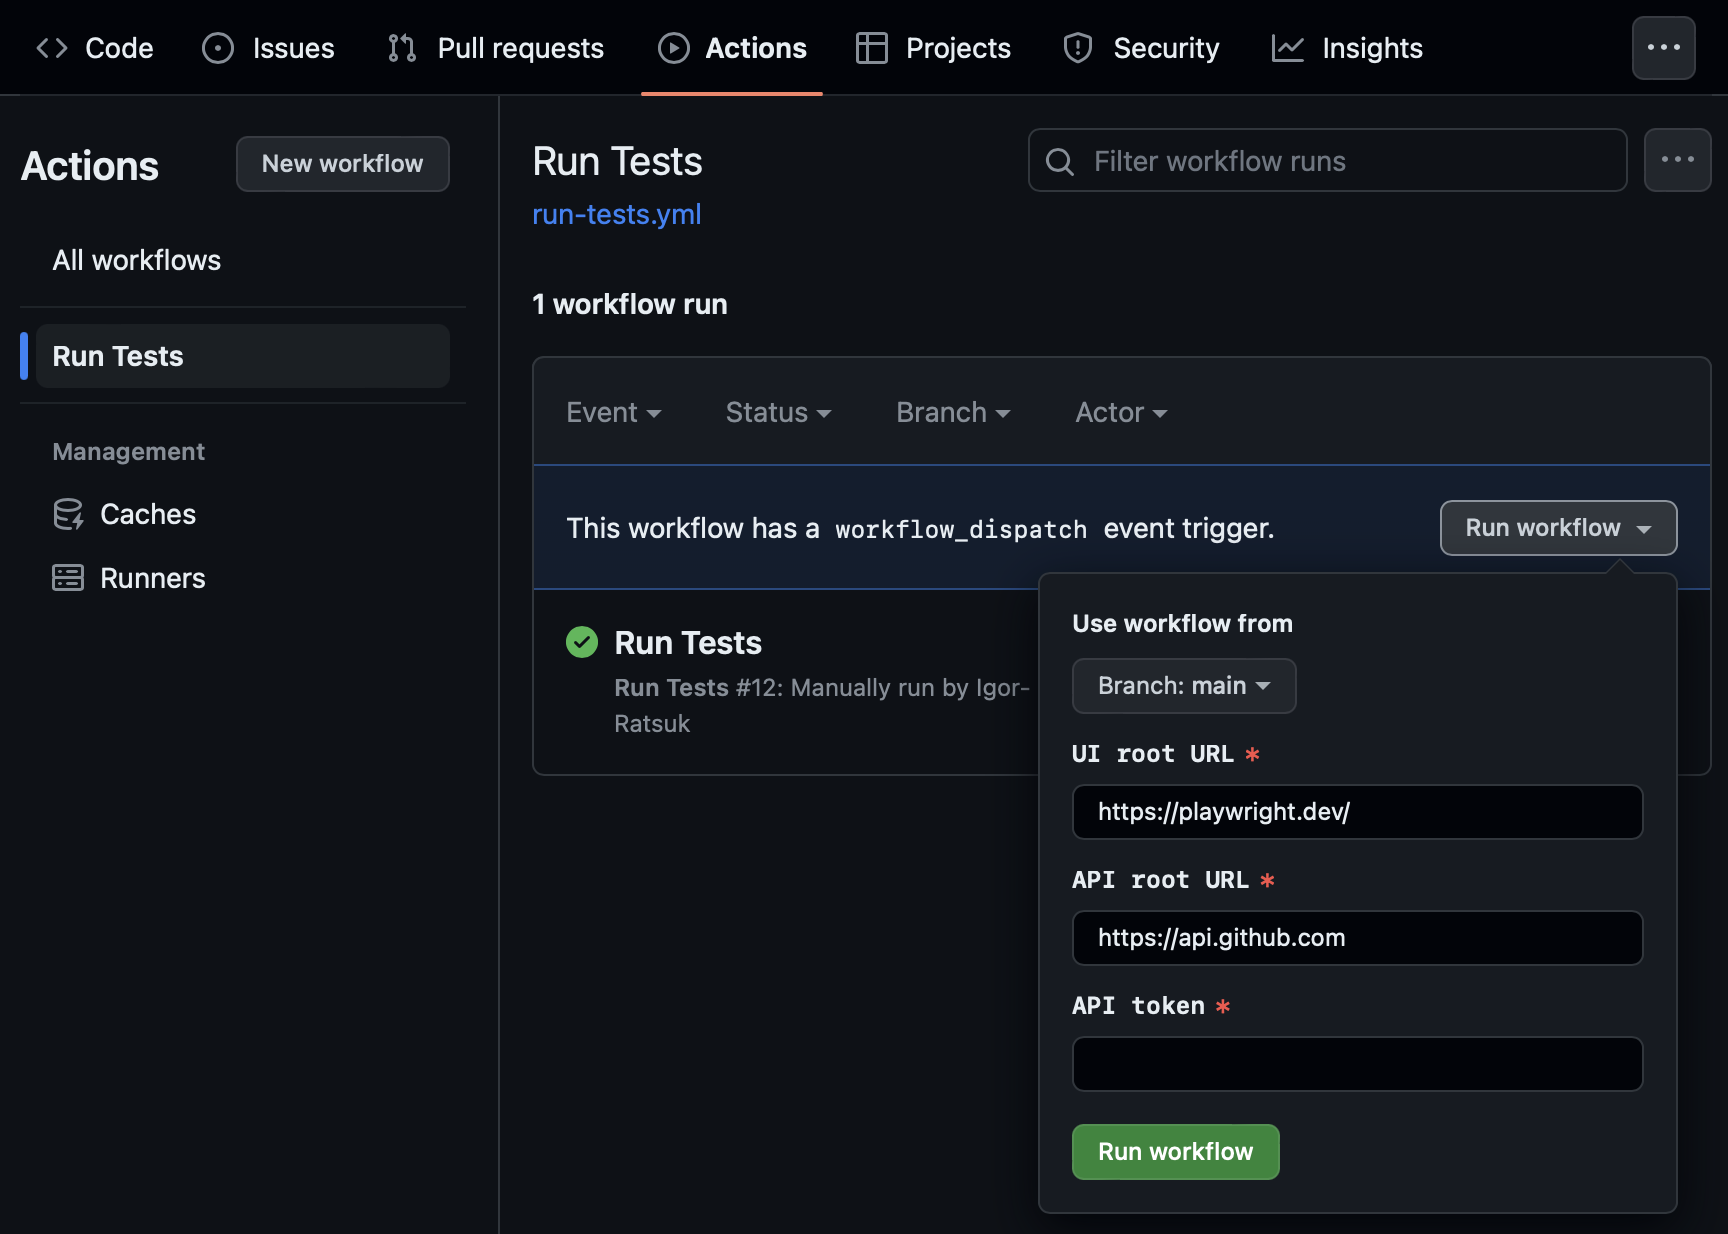 Code Issues Pull requests Actions Projects Security Insights
Actions
New workflow
All workflows
Run Tests
Management
Caches
Runners
Run Tests
Filter workflow runs
run-tests.yml
1 workflow run
Event Status Branch Actor
This workflow has a workflow_dispatch event trigger.
Run workflow
Run Tests
Run Tests #12: Manually run by Igor-
Ratsuk
Use workflow from
Branch: main
UI root URL *
https://playwright.dev/
API root URL *
https://api.github.com
API token *
Run workflow